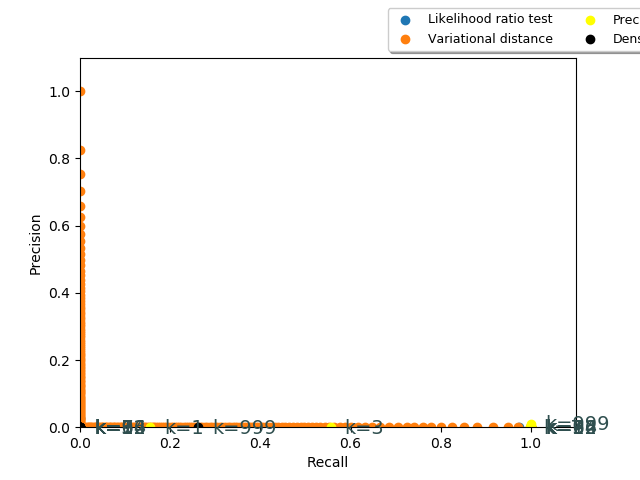 Likelihood ratio test
Variational distance
Prec
Dens
1.0
0.8
0.6
0.4
0.2
0.0
Precision
k=1
k=999
k=3
k=999
0.0
0.2
0.4
0.6
0.8
1.0
Recall